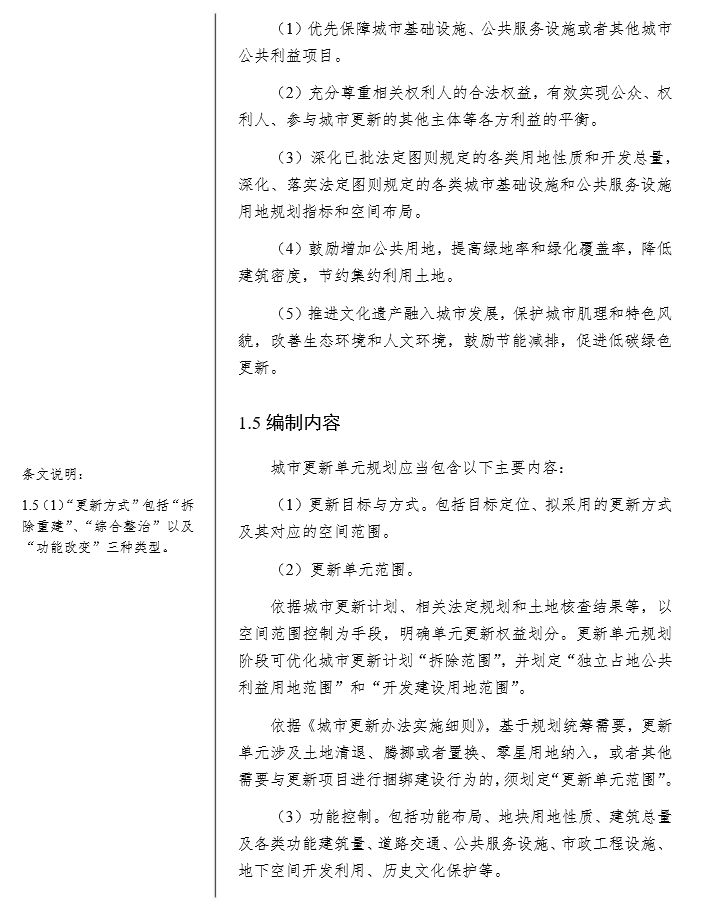 （1）优先保障城市基础设施、公共服务设施或者其他城市
公共利益项目。
（2）充分尊重相关权利人的合法权益，有效实现公众、权
利人、参与城市更新的其他主体等各方利益的平衡。
（3）深化已批法定图则规定的各类用地性质和开发总量，
深化、落实法定图则规定的各类城市基础设施和公共服务设施
用地规划指标和空间布局。
（4）鼓励增加公共用地，提高绿地率和绿化覆盖率，降低
建筑密度，节约集约利用土地。
（5）推进文化遗产融入城市发展，保护城市肌理和特色风
貌，改善生态环境和人文环境，鼓励节能减排，促进低碳绿色
更新。
1.5 编制内容
条文说明：
1.5（1）“更新方式”包括“拆
除重建”、“综合整治” 以及
“功能改变”三种类型。
城市更新单元规划应当包含以下主要内容：
（1）更新目标与方式。包括目标定位、拟采用的更新方式
及其对应的空间范围。
（2）更新单元范围。
依据城市更新计划、相关法定规划和土地核查结果等，以
空间范围控制为手段，明确单元更新权益划分。更新单元规划
阶段可优化城市更新计划“拆除范围”，并划定“独立占地公共
利益用地范围”和“开发建设用地范围”。
依据《城市更新办法实施细则》，基于规划统筹需要，更新
单元涉及土地清退、腾挪或者置换、零星用地纳入，或者其他
需要与更新项目进行捆绑建设行为的，须划定“更新单元范围”。
（3）功能控制。包括功能布局、地块用地性质、建筑总量
及各类功能建筑量、道路交通、公共服务设施、市政工程设施、
地下空间开发利用、历史文化保护等。